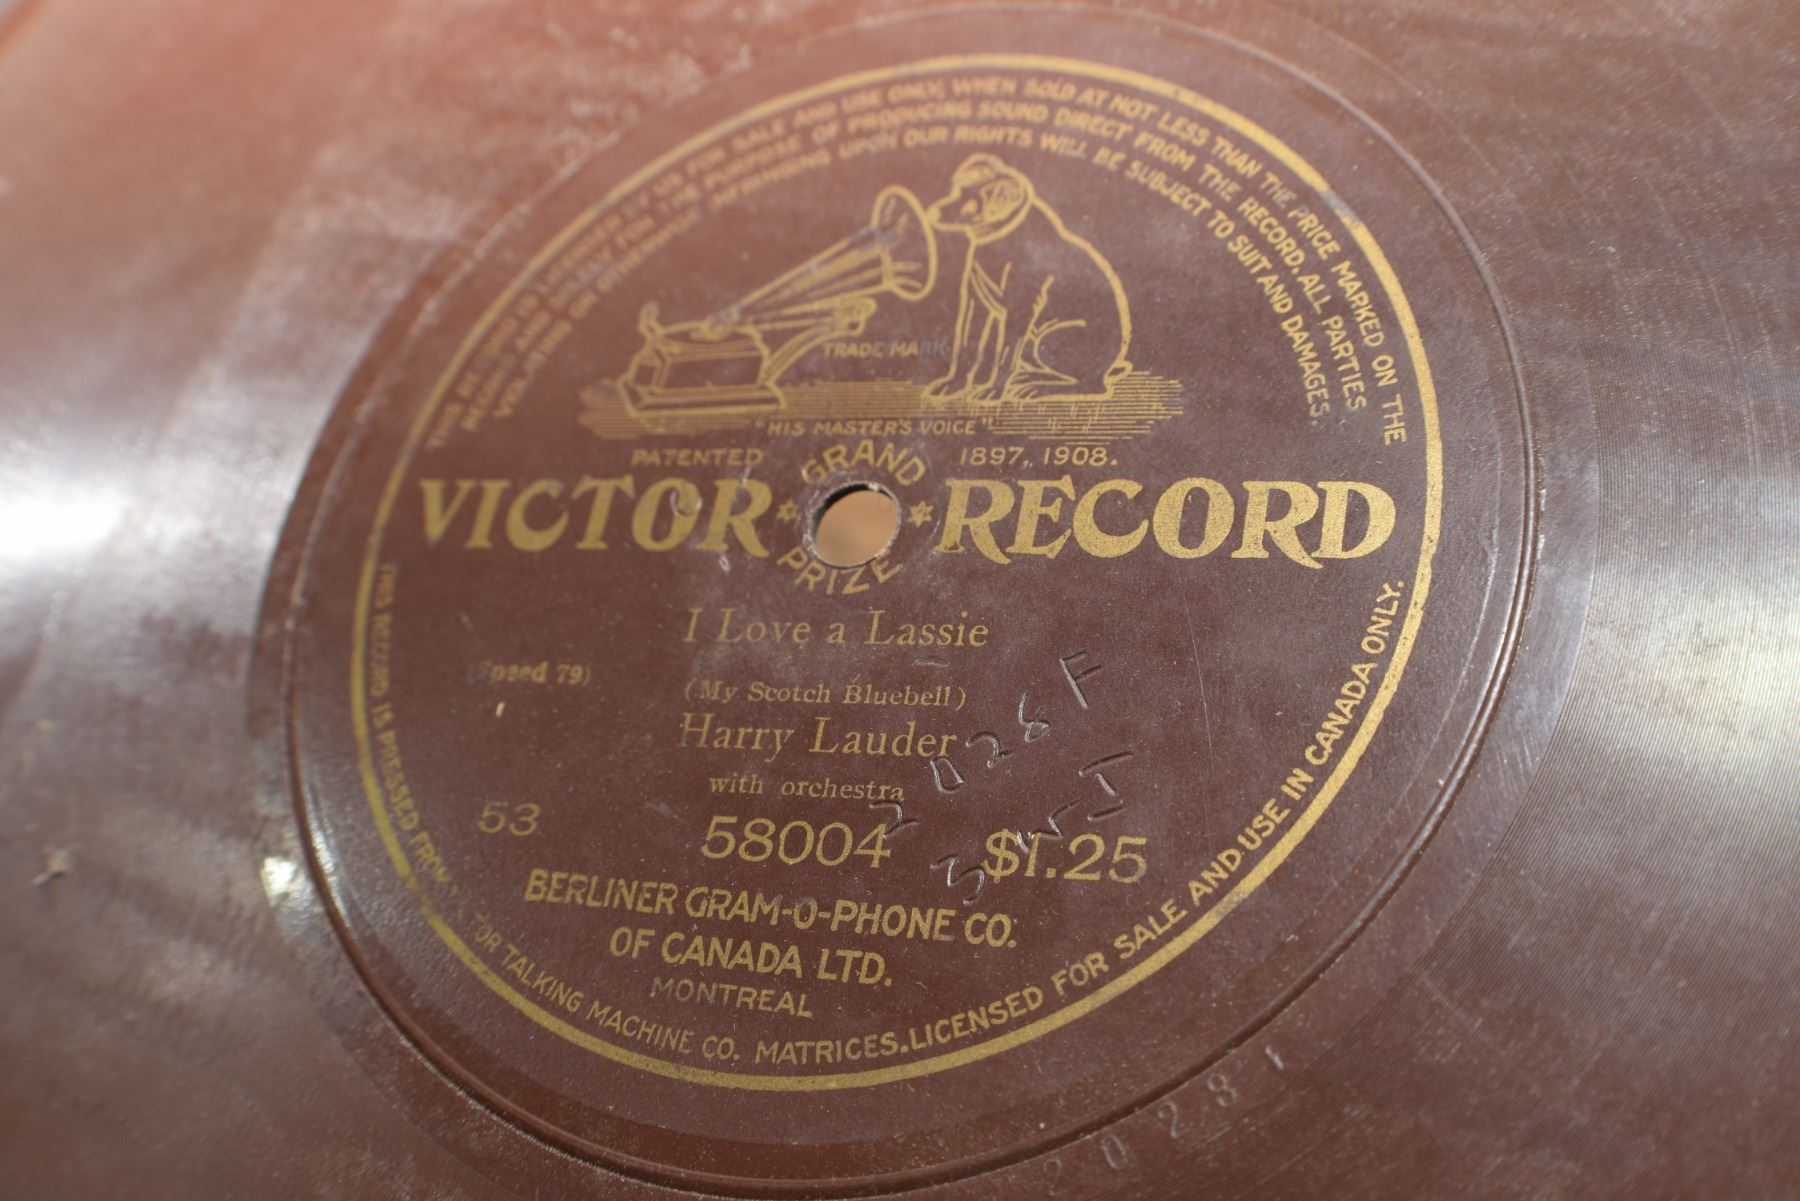 THIS RECORD IS LICENSED BY US FOR SALE AND USE ONLY, WHEN SOLD AT NOT LESS THAN THE PRICE MARKED ON THE
RECORD AND SOLELY FOR THE PURPOSE OF PRODUCING SOUND DIRECT FROM THE RECORD. ALL PARTIES
VIOLATING OR OTHERWISE INFRINGING UPON OUR RIGHTS WILL BE SUBJECT TO SUIT AND DAMAGES.
TRADE MARK
"HIS MASTER'S VOICE"
PATENTED 1897, 1908.
GRAND
VICTOR RECORD
PRIZE
I Love a Lassie
(Speed 79)
(My Scotch Bluebell)
Harry Lauder
with orchestra
53
58004 $1.25
BERLINER GRAM-O-PHONE CO.
OF CANADA LTD.
MONTREAL
THIS RECORD IS PRESSED FROM VICTOR TALKING MACHINE CO. MATRICES. LICENSED FOR SALE AND USE IN CANADA ONLY.
2028 F